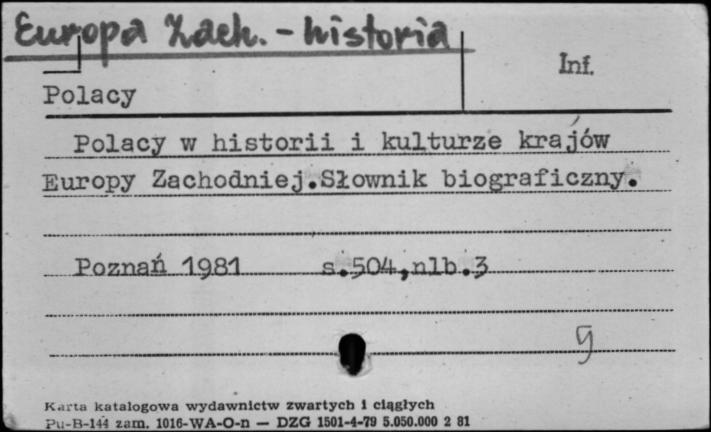 Europa Zach. - historia
Inf.
Polacy
Polacy w historii i kulturze krajów
Europy Zachodniej.Słownik biograficzny.
Poznań 1981 s.504,nlb.3
9
Karta katalogowa wydawnictw zwartych i ciągłych
Pu-B-144 zam. 1016-WA-O-n — DZG 1501-4-79 5.050.000 2 81